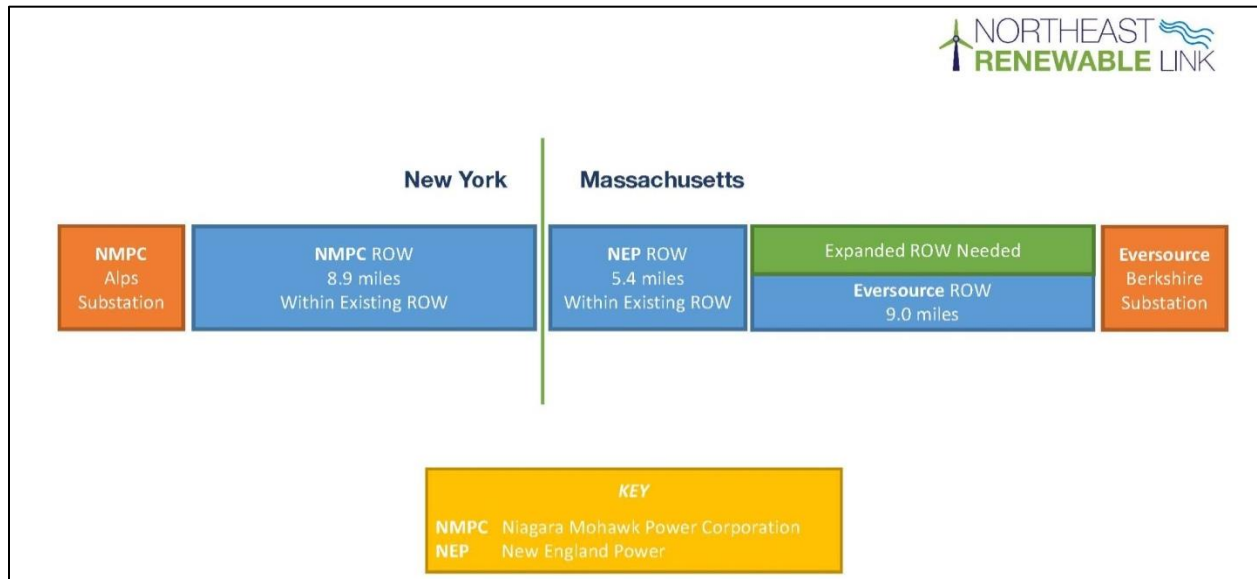 NORTHEAST
RENEWABLE LINK
New York
Massachusetts
NMPC
Alps
Substation
NMPC ROW
8.9 miles
Within Existing ROW
NEP ROW
5.4 miles
Within Existing ROW
Expanded ROW Needed
Eversource ROW
9.0 miles
Eversource
Berkshire
Substation
KEY
NMPC Niagara Mohawk Power Corporation
NEP New England Power